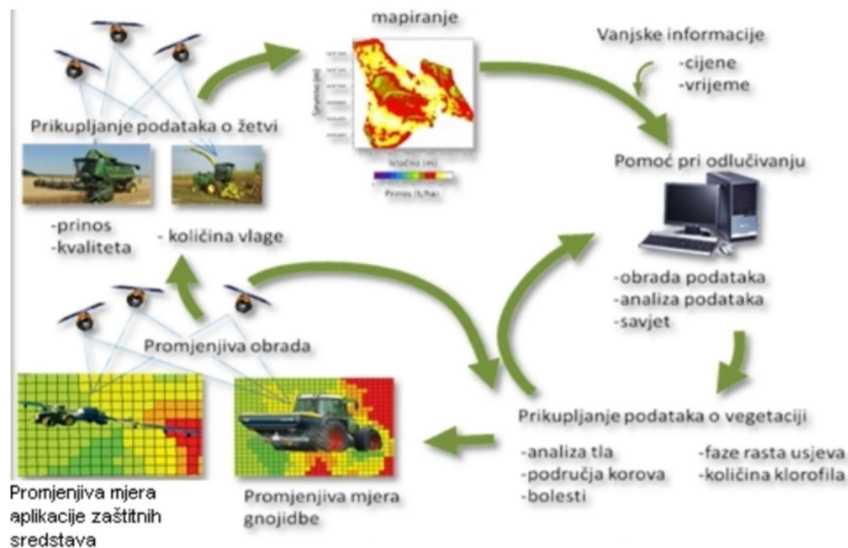 mapiranje
Vanjske informacije
-cijene
-vrijeme
Prikupljanje podataka o žetvi
Prinos (t/ha)
Pomoć pri odlučivanju
-prinos
-kvaliteta
- količina vlage
-obrada podataka
-analiza podataka
-savjet
Promjenjiva obrada
Prikupljanje podataka o vegetaciji
-analiza tla
-područja korova
-bolesti
-faze rasta usjeva
-količina klorofila
Promjenjiva mjera
aplikacije zaštitnih
sredstava
Promjenjiva mjera
gnojidbe